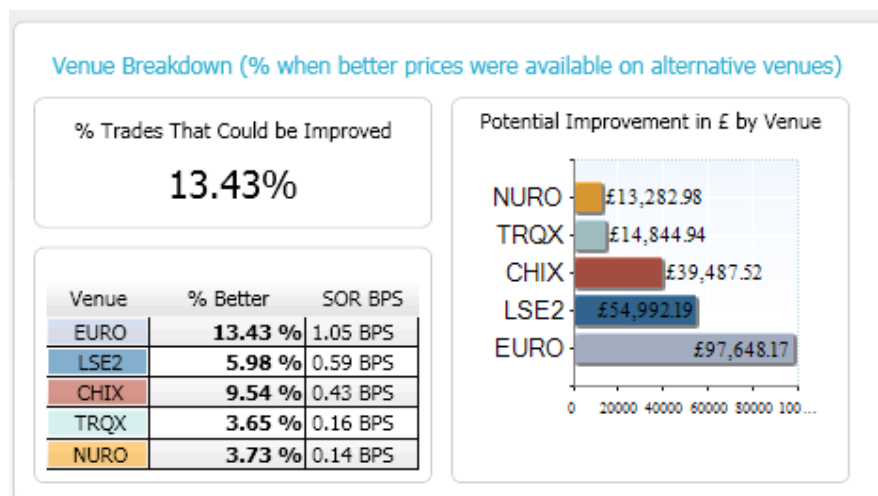 Venue Breakdown (% when better prices were available on alternative venues)
% Trades That Could be Improved
13.43%
Venue % Better SOR BPS
EURO 13.43 % 1.05 BPS
LSE2 5.98 % 0.59 BPS
CHIX 9.54 % 0.43 BPS
TRQX 3.65 % 0.16 BPS
NURO 3.73 % 0.14 BPS
Potential Improvement in £ by Venue
NURO £13,282.98
TRQX £14,844.94
CHIX £39,487.52
LSE2 £54,992.19
EURO £97,648.17
0 20000 40000 60000 80000 100...